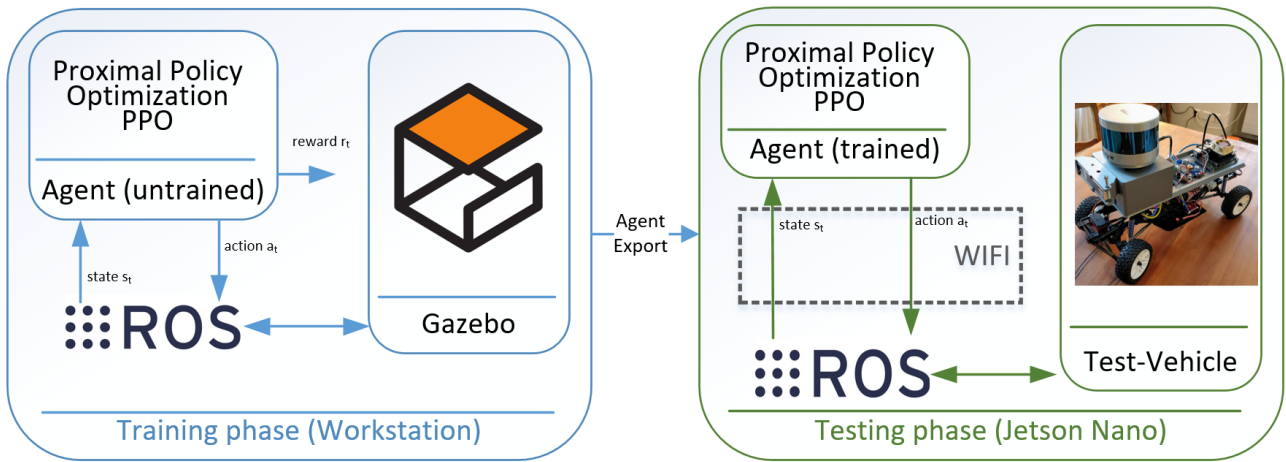 Proximal Policy
Optimization
PPO
Agent (untrained)
reward rₜ
action aₜ
state sₜ
ROS
Gazebo
Training phase (Workstation)
Agent
Export
Proximal Policy
Optimization
PPO
Agent (trained)
state sₜ
action aₜ
WIFI
ROS
Test-Vehicle
Testing phase (Jetson Nano)